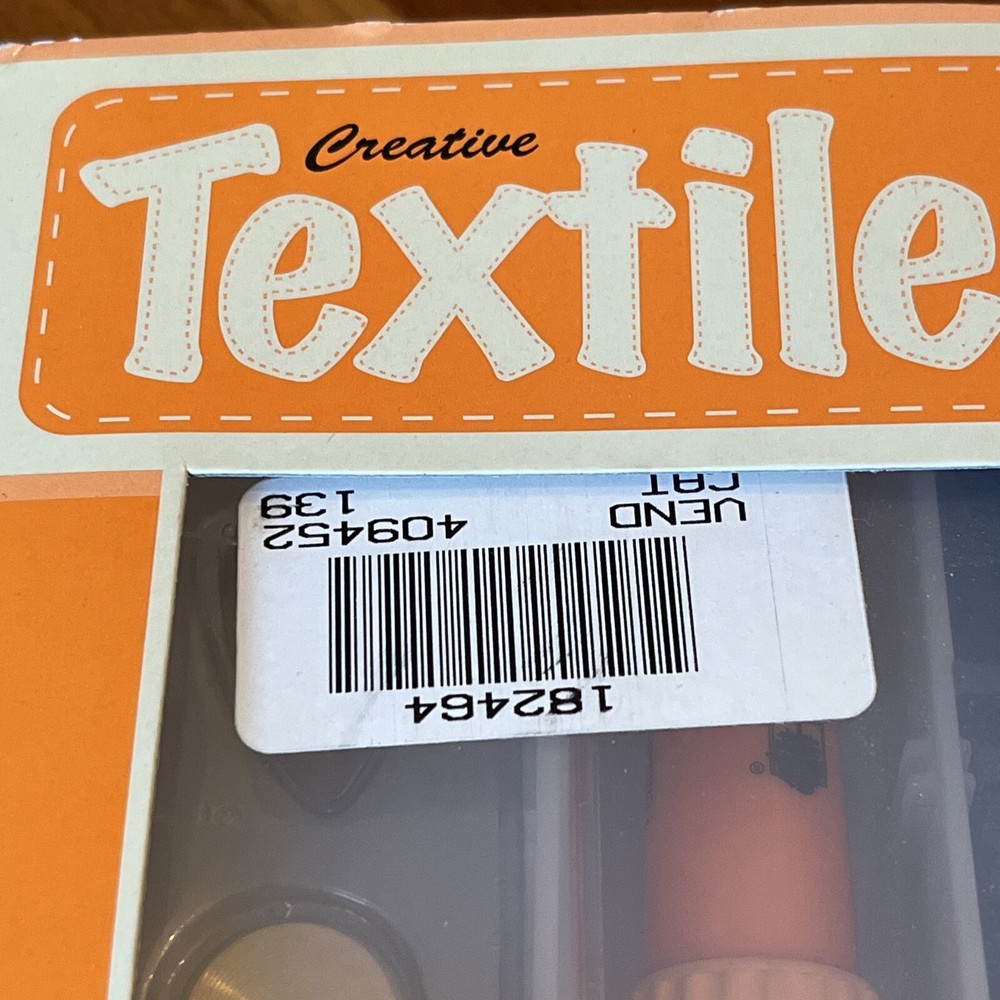 Creative
Textile
182464
VEND 409452
CAT 139
®